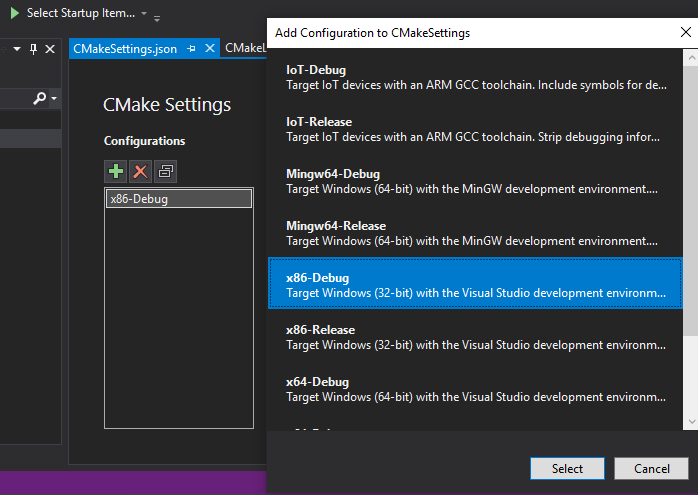 Select Startup Item...
Add Configuration to CMakeSettings
CMakeSettings.json
CMakeL
CMake Settings
Configurations
x86-Debug
IoT-Debug
Target IoT devices with an ARM GCC toolchain. Include symbols for de...
IoT-Release
Target IoT devices with an ARM GCC toolchain. Strip debugging infor...
Mingw64-Debug
Target Windows (64-bit) with the MinGW development environment....
Mingw64-Release
Target Windows (64-bit) with the MinGW development environment....
x86-Debug
Target Windows (32-bit) with the Visual Studio development environm...
x86-Release
Target Windows (32-bit) with the Visual Studio development environm...
x64-Debug
Target Windows (64-bit) with the Visual Studio development environm...
Select
Cancel